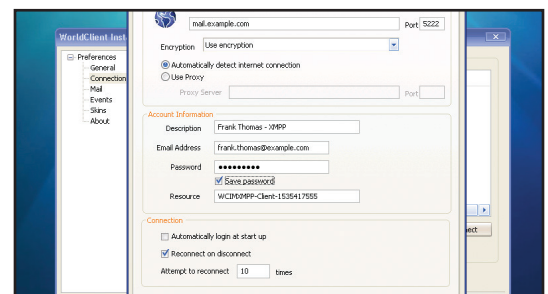 mail.example.com Port 5222
WorldClient Inst
Encryption Use encryption
Preferences
General
Automatically detect internet connection
Connection
Use Proxy
Mail
Proxy Server Port
Events
Skins
About
Account Information
Description Frank Thomas - XMPP
Email Address frank.thomas@example.com
Password •••••••••
Save password
Resource WCIMXMPP-Client-1535417555
Connection
ect
Automatically login at start up
Reconnect on disconnect
Attempt to reconnect 10 times